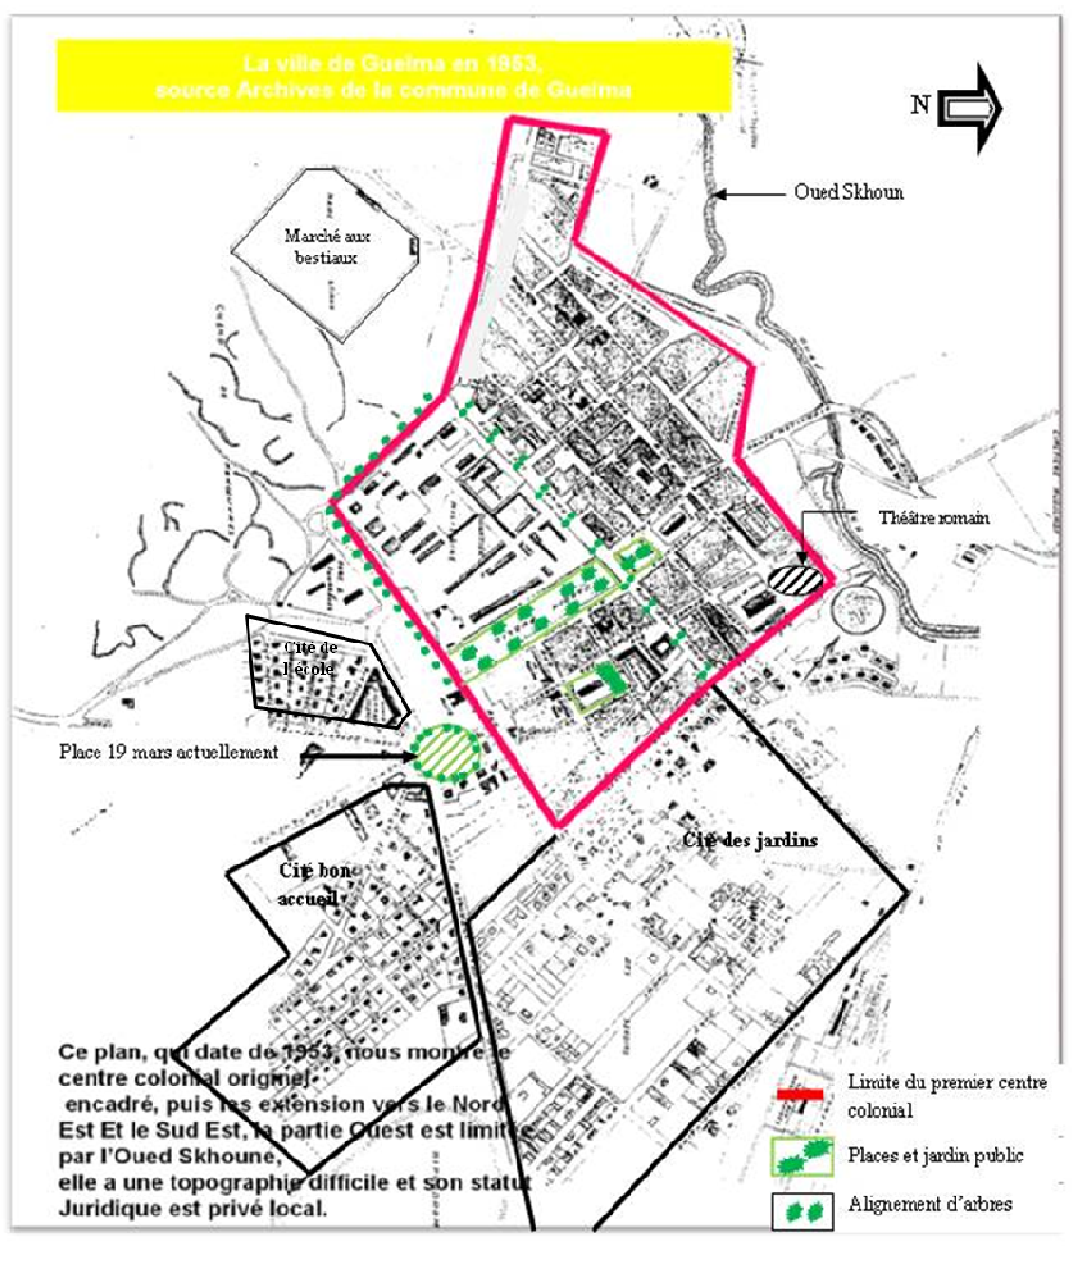 La ville de Guelma en 1953,
source Archives de la commune de Guelma
N
Oued Skhoun
Marché aux
bestiaux
Théâtre romain
Cité de
l'école
Place 19 mars actuellement
Cité des jardins
Cité bon
accueil
Ce plan, qui date de 1953, nous montre le
centre colonial originel
encadré, puis les extension vers le Nord
Est Et le Sud Est, la partie Ouest est limitée
par l'Oued Skhoune,
elle a une topographie difficile et son statut
Juridique est privé local.
Limite du premier centre
colonial
Places et jardin public
Alignement d'arbres